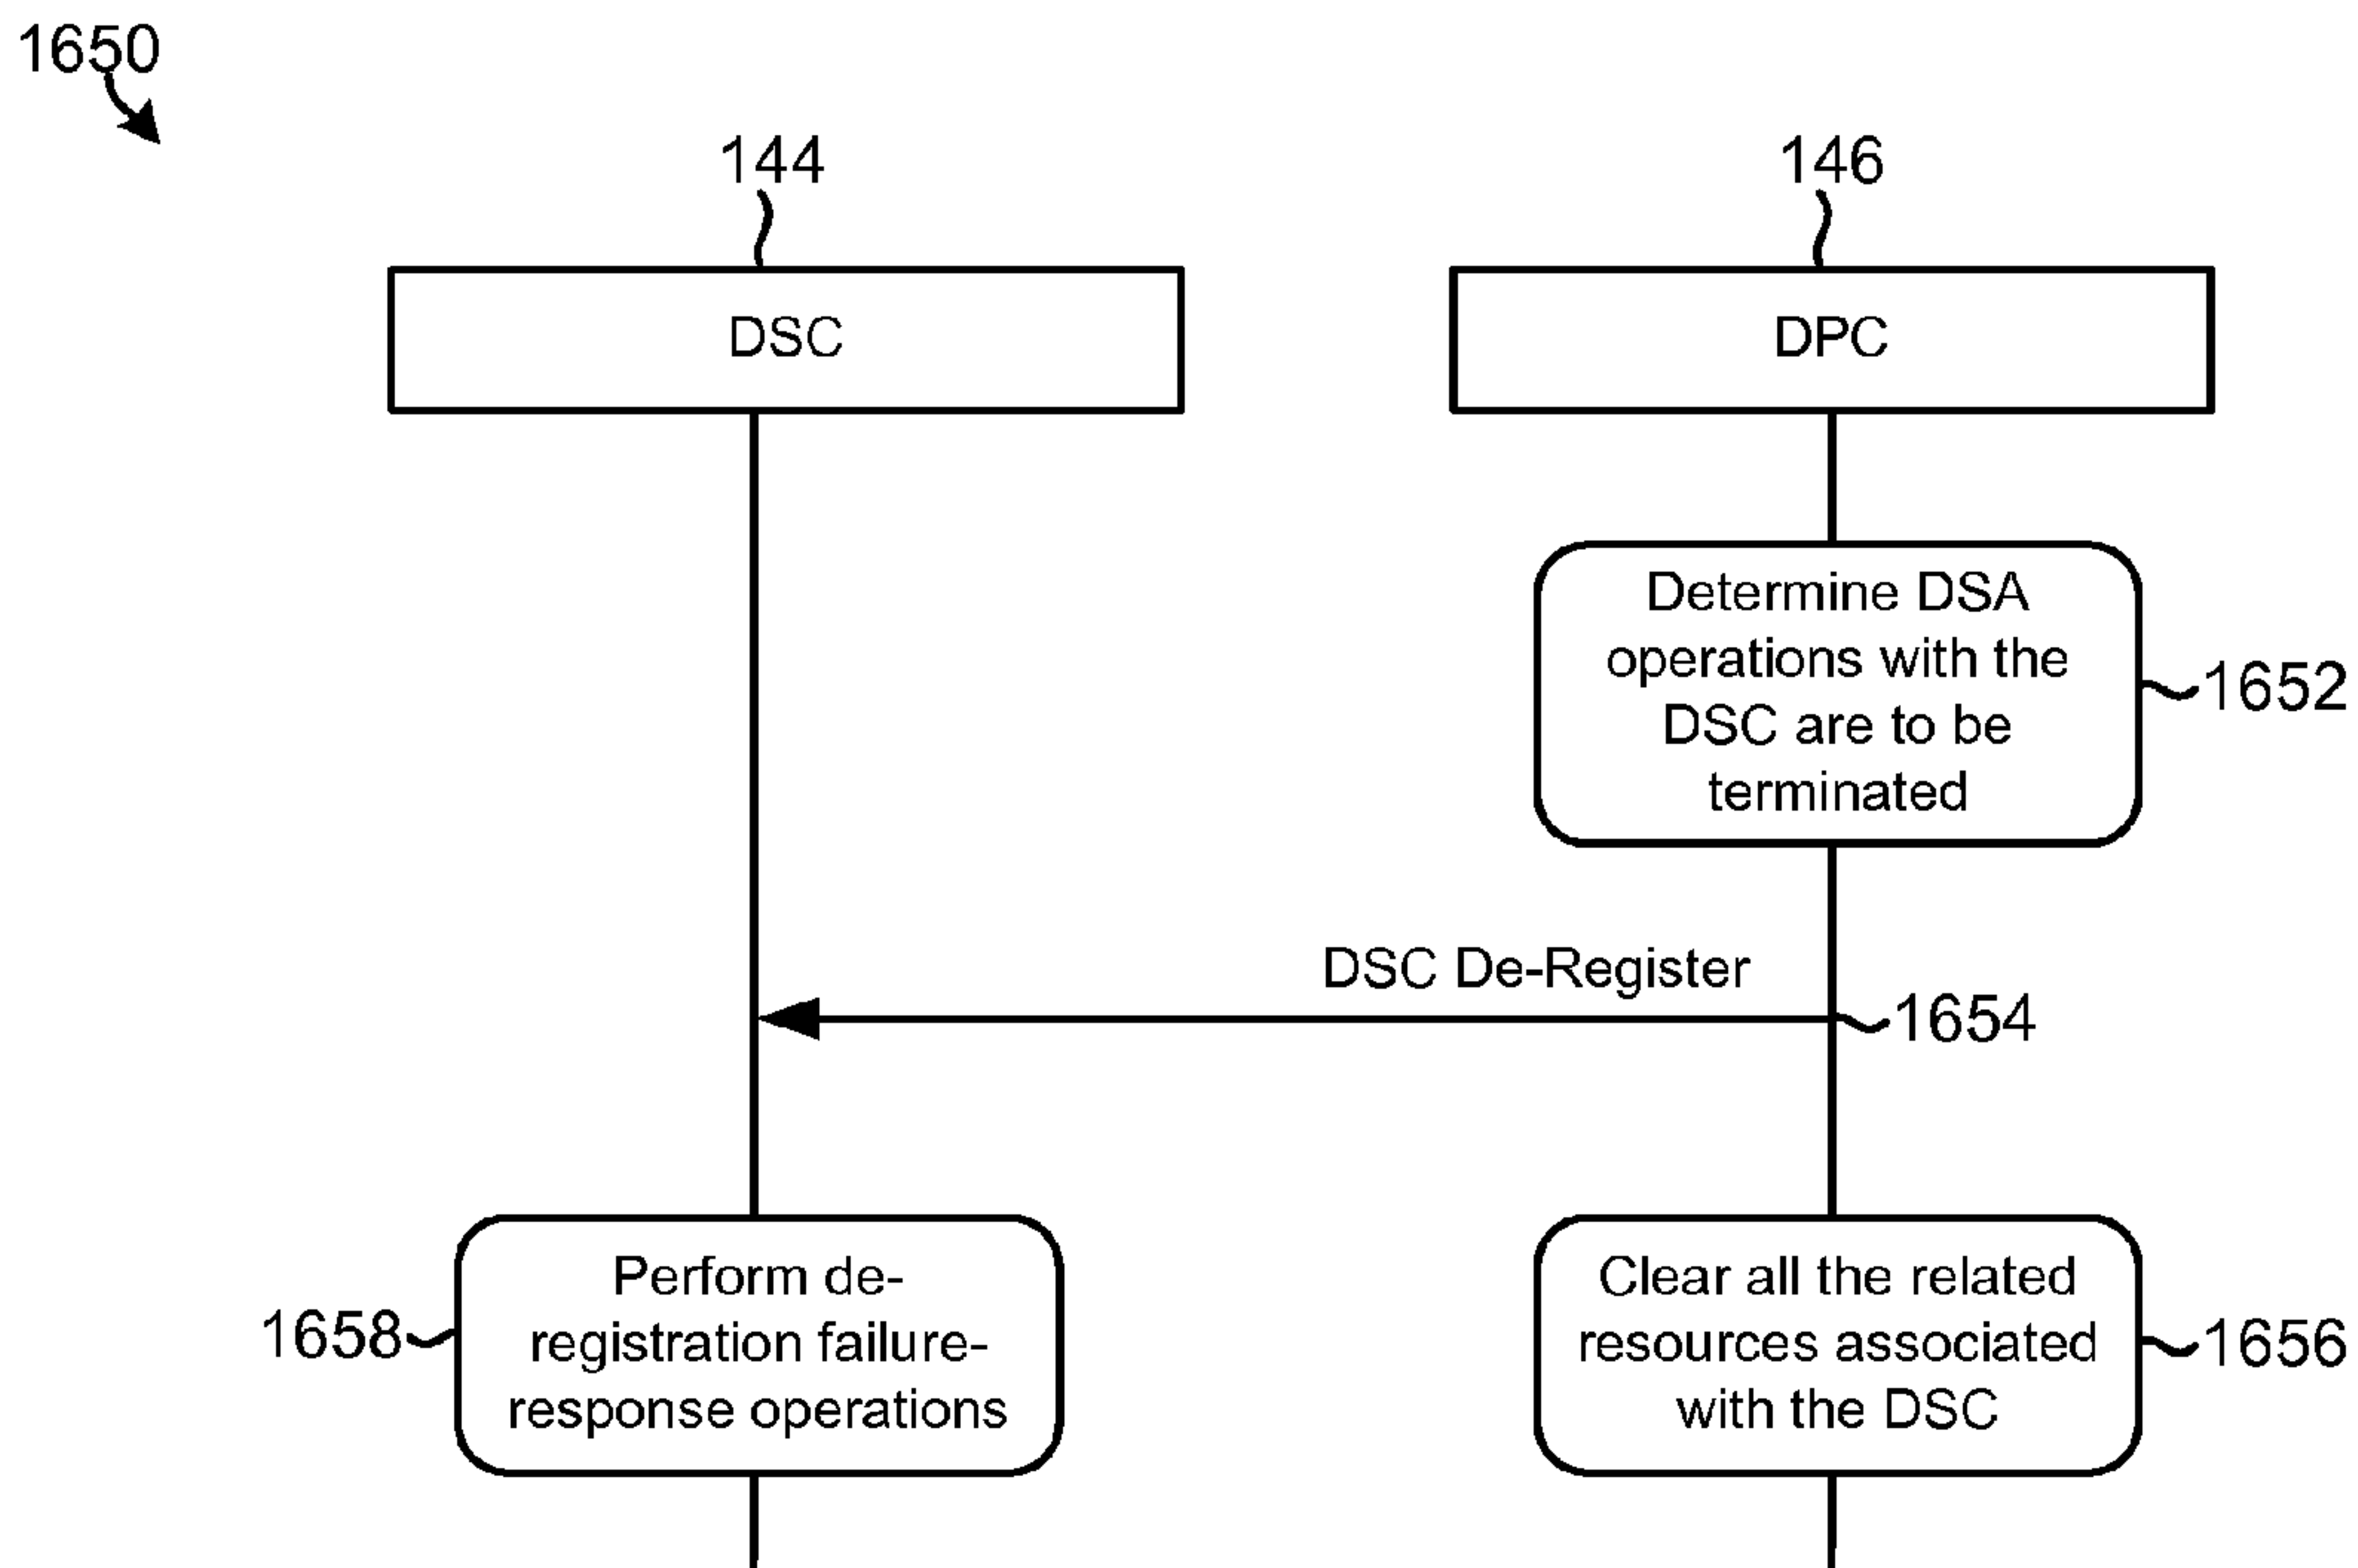 1650
144
146
DSC
DPC
Determine DSA
operations with the
DSC are to be
terminated
1652
DSC De-Register
1654
Perform de-
registration failure-
response operations
1658
Clear all the related
resources associated
with the DSC
1656